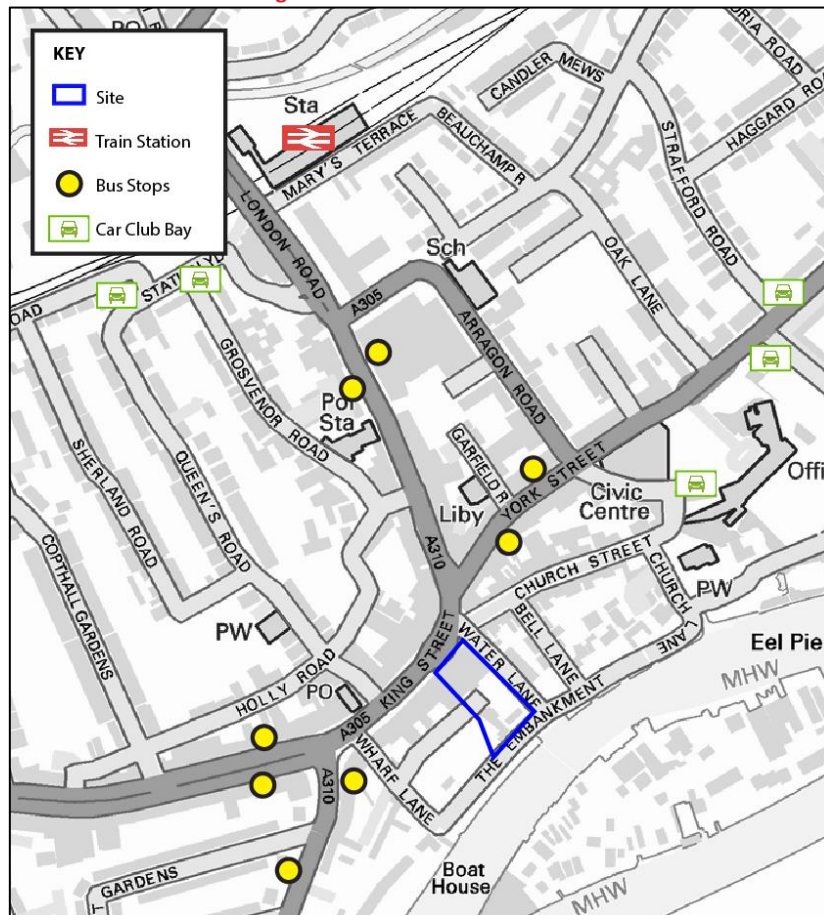 KEY
Site
Train Station
Bus Stops
Car Club Bay
Sta
MARY'S TERRACE
LONDON ROAD
BEAUCHAMP R
CANDLER MEWS
HAGGARD ROA
STRAFFORD ROAD
OAK LANE
Sch
A305
ARRAGON ROAD
OAD
GROSVENOR ROAD
Pol
Sta
QUEEN'S ROAD
SHERLAND ROAD
COPTHALL GARDENS
GARFIELD R
Liby
YORK STREET
Civic
Centre
Offi
A310
CHURCH STREET
CHURCH LANE
PW
BELL LANE
WATER LANE
Eel Pie
MHW
PW
HOLLY ROAD
PO
A305 KING STREET
THE EMBANKMENT
WHARF LANE
A310
Boat
House
MHW
T GARDENS